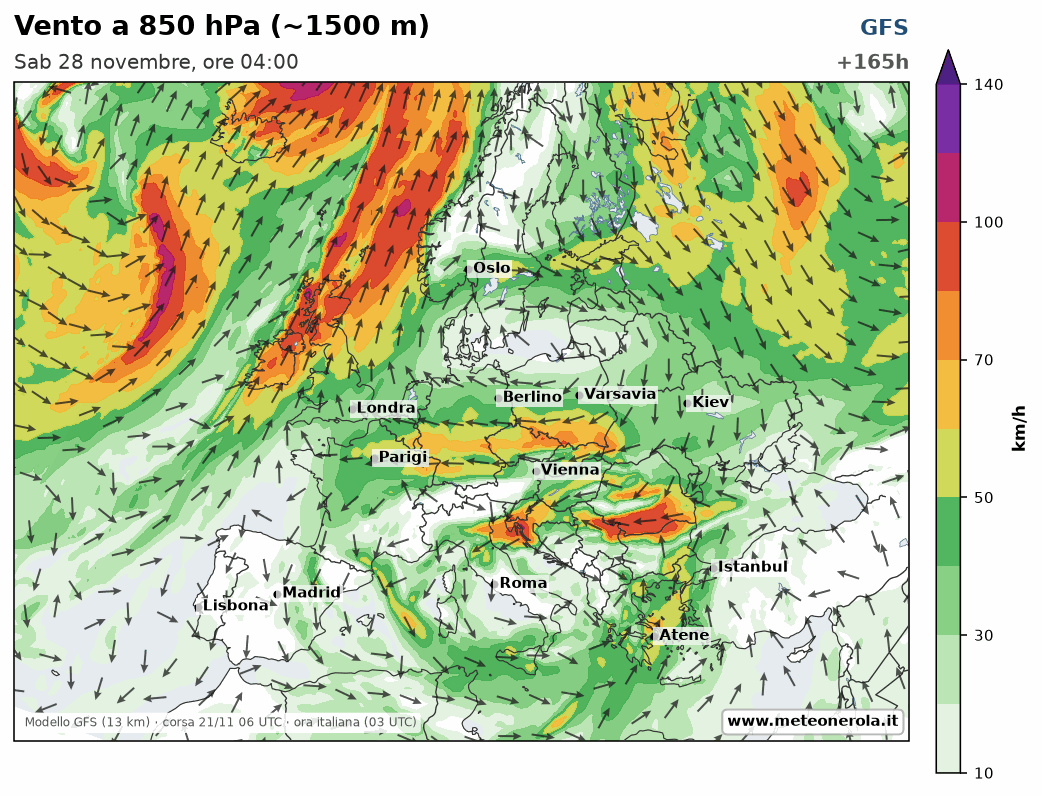 Vento a 850 hPa (~1500 m)
GFS
Sab 28 novembre, ore 04:00
+165h
140
100
70
50
30
10
km/h
Oslo
Londra
Berlino
Varsavia
Kiev
Parigi
Vienna
Roma
Istanbul
Madrid
Lisbona
Atene
Modello GFS (13 km) · corsa 21/11 06 UTC · ora italiana (03 UTC)
www.meteonerola.it